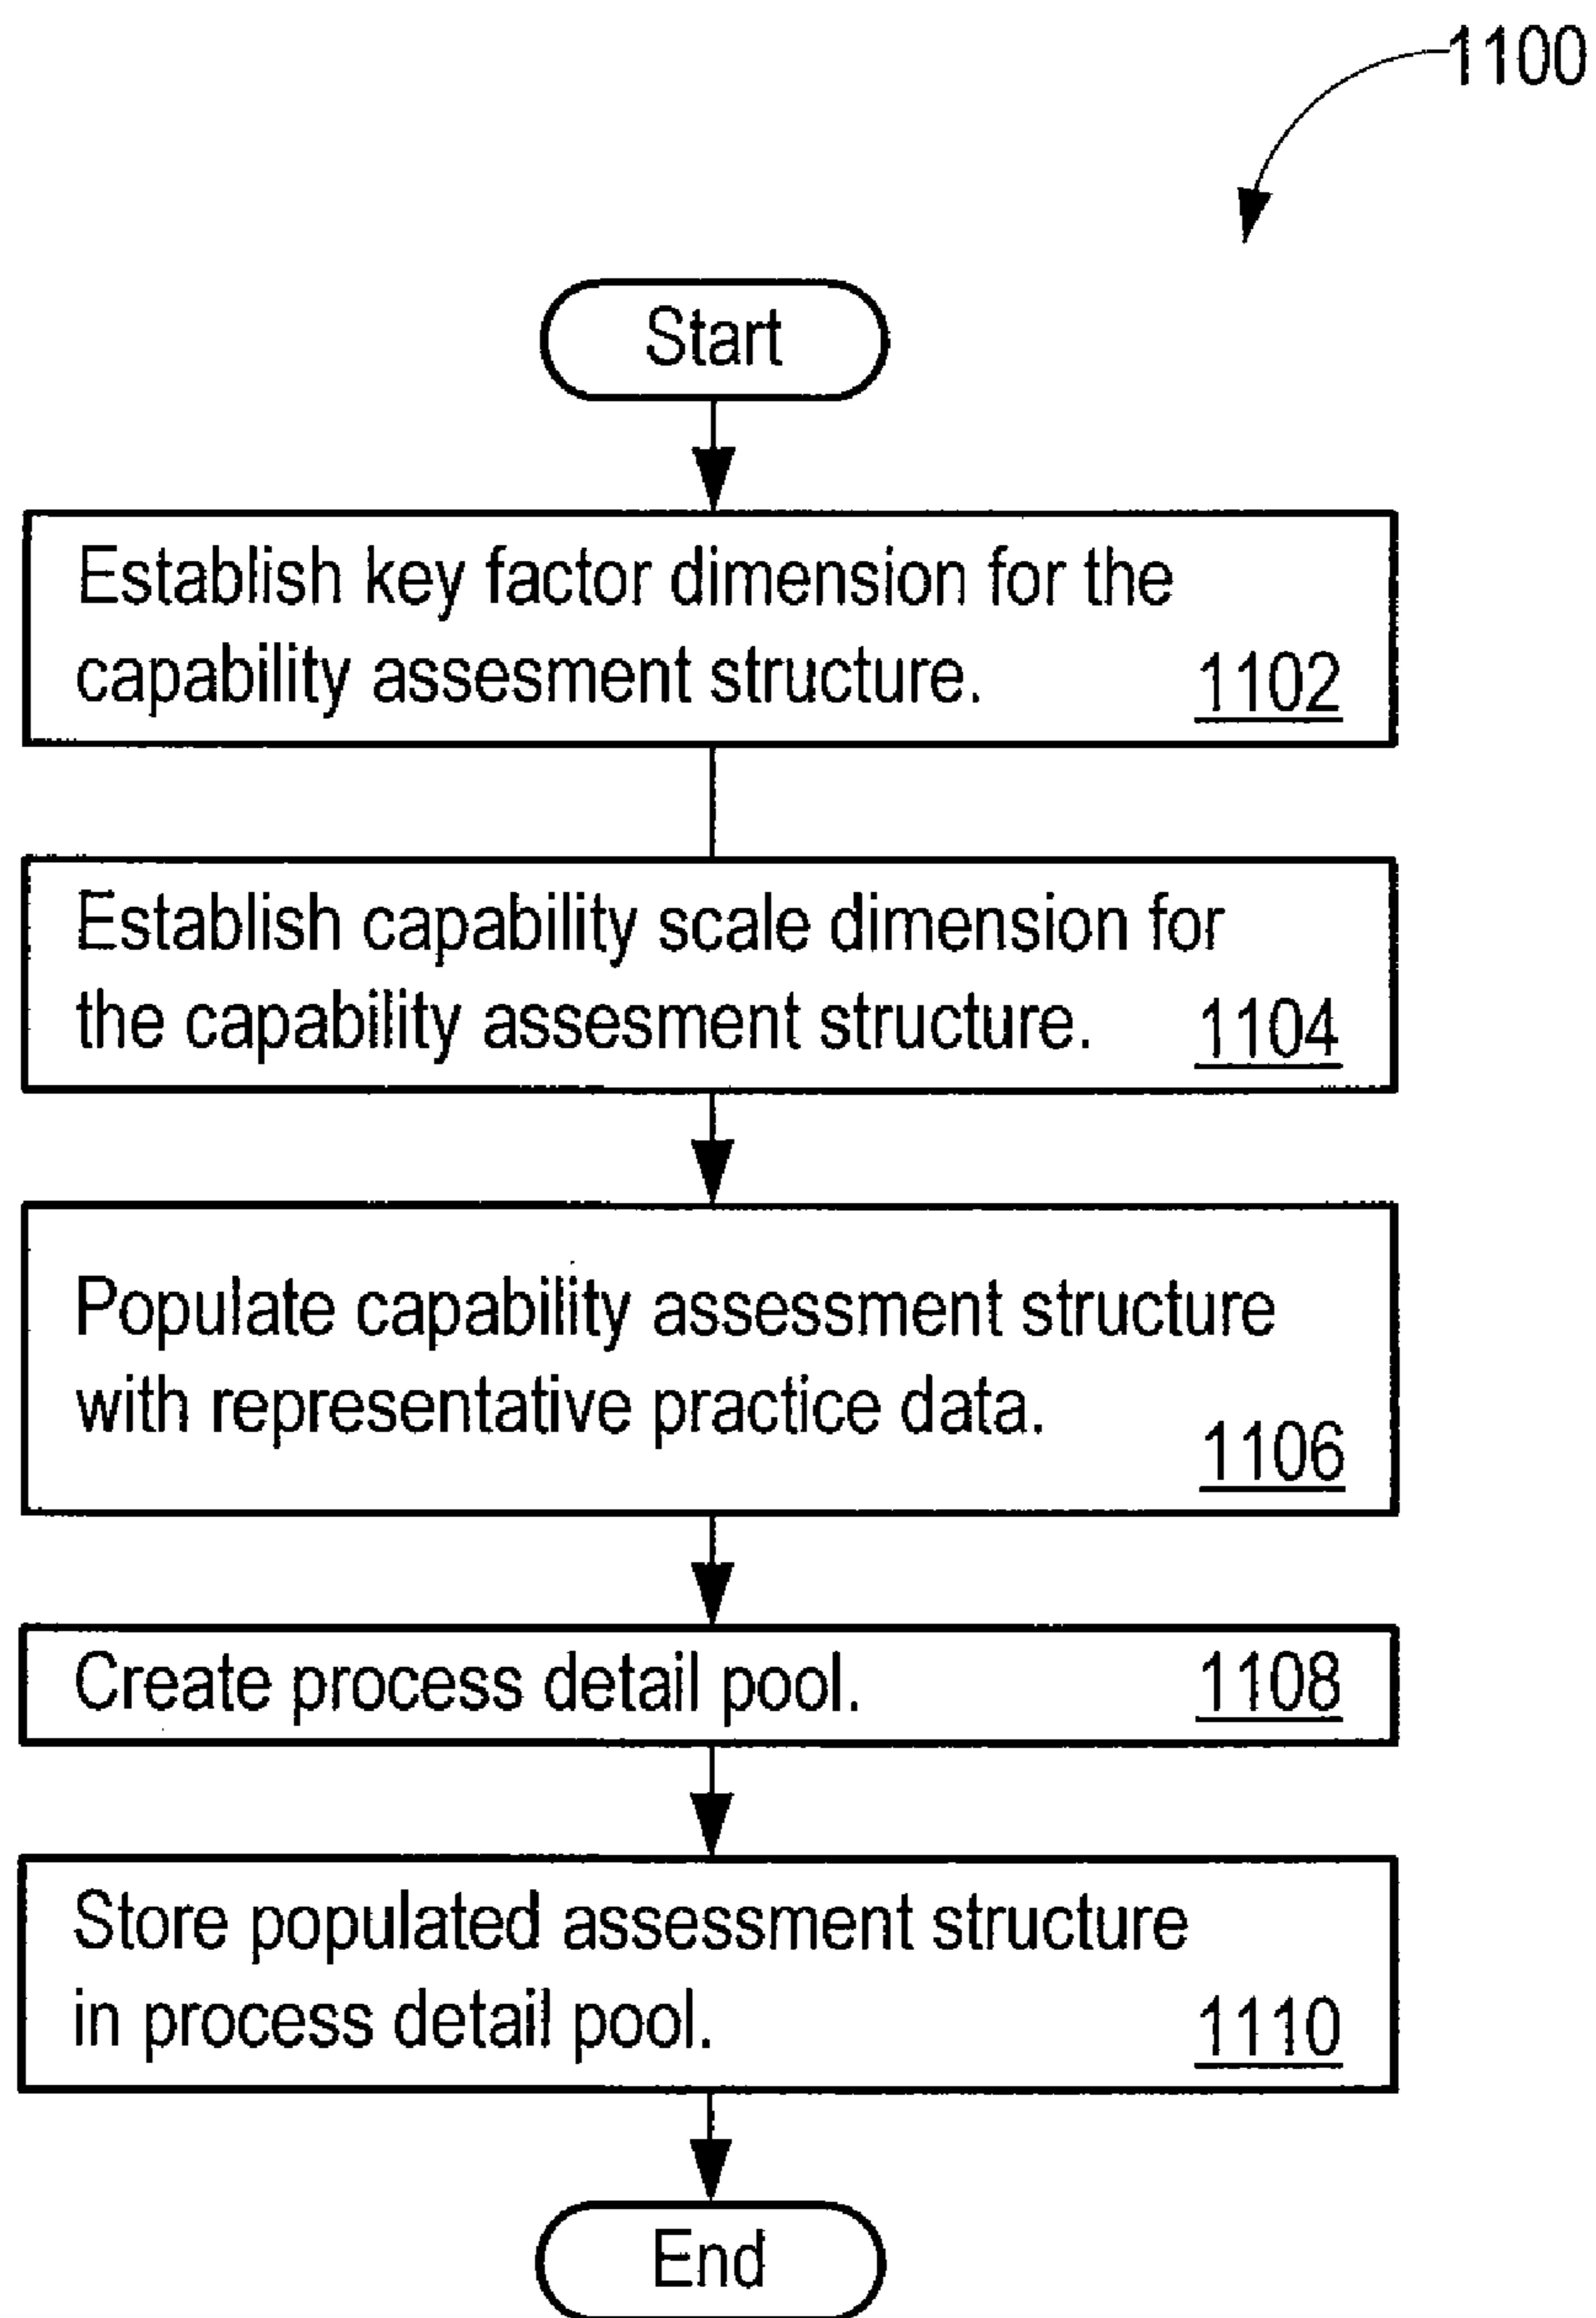 1100
Start
Establish key factor dimension for the
capability assesment structure. 1102
Establish capability scale dimension for
the capability assesment structure. 1104
Populate capability assessment structure
with representative practice data.
1106
Create process detail pool. 1108
Store populated assessment structure
in process detail pool. 1110
End